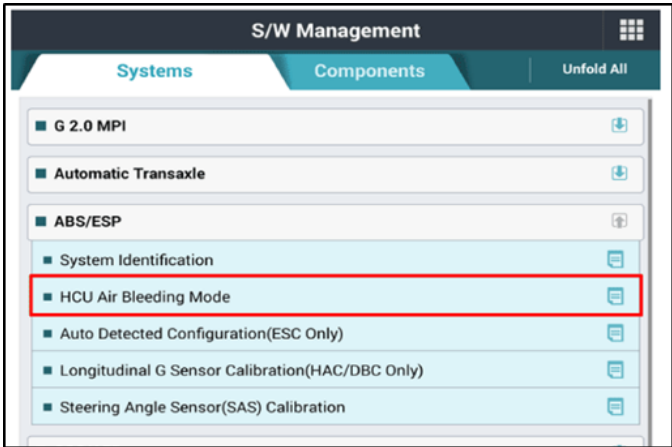 S/W Management
Systems
Components
Unfold All
G 2.0 MPI
Automatic Transaxle
ABS/ESP
System Identification
HCU Air Bleeding Mode
Auto Detected Configuration(ESC Only)
Longitudinal G Sensor Calibration(HAC/DBC Only)
Steering Angle Sensor(SAS) Calibration